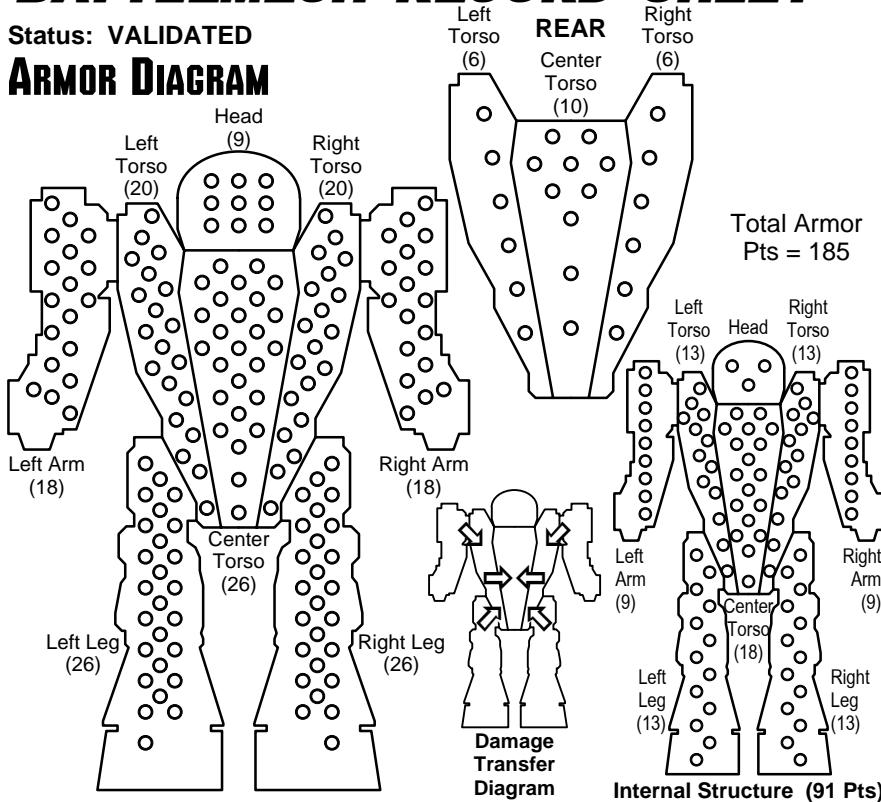 BATTLEMECH RECORD SHEET
Status: VALIDATED
ARMOR DIAGRAM
Head
(9)
Left
Torso
(20)
Right
Torso
(20)
Left Arm
(18)
Right Arm
(18)
Center
Torso
(26)
Left Leg
(26)
Right Leg
(26)
REAR
Left
Torso
(6)
Center
Torso
(10)
Right
Torso
(6)
Total Armor
Pts = 185
Damage
Transfer
Diagram
Left
Torso
(13)
Head
Right
Torso
(13)
Left
Arm
(9)
Right
Arm
(9)
Center
Torso
(18)
Left
Leg
(13)
Right
Leg
(13)
Internal Structure (91 Pts)